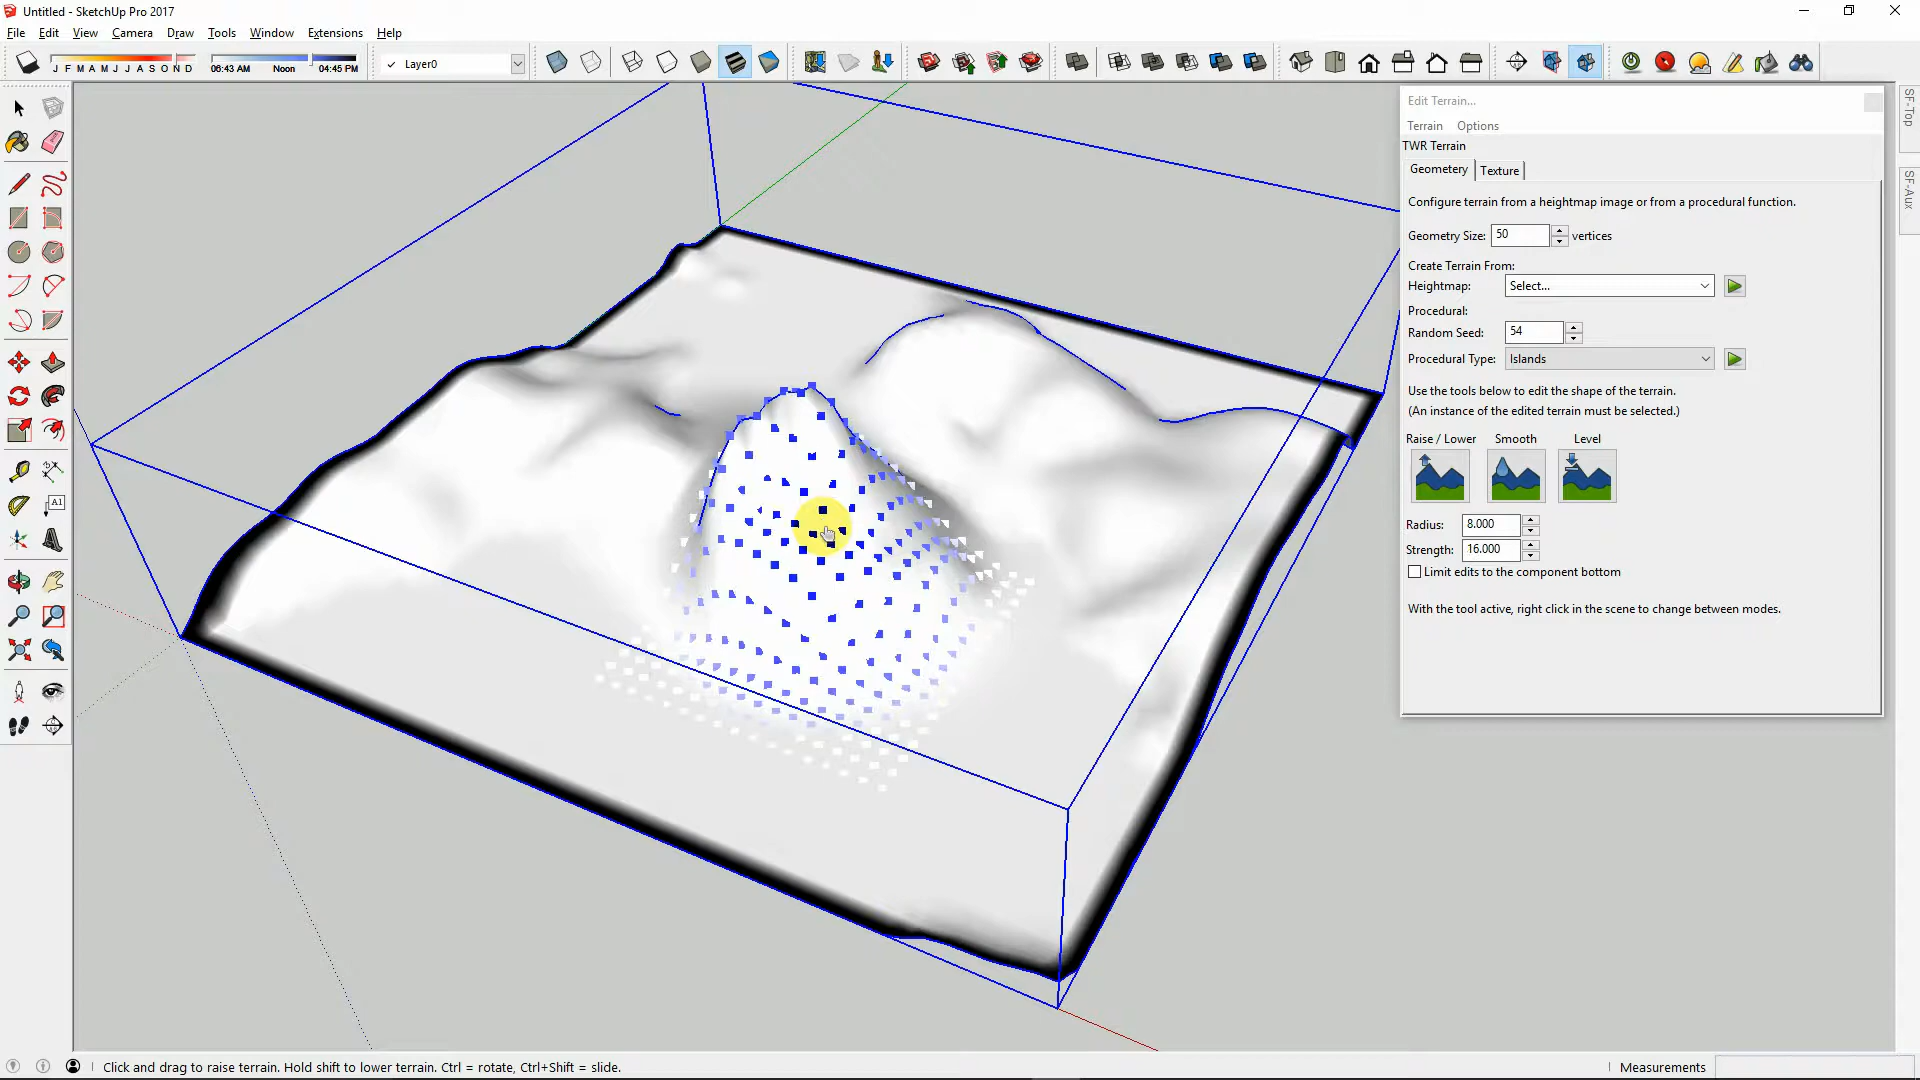 Untitled - SketchUp Pro 2017
File Edit View Camera Draw Tools Window Extensions Help
J F M A M J J A S O N D
06:43 AM Noon 04:45 PM
Layer0
A1
SF-Top
SF-Aux
Edit Terrain...
Terrain Options
TWR Terrain
Geometery Texture
Configure terrain from a heightmap image or from a procedural function.
Geometry Size: 50 vertices
Create Terrain From:
Heightmap: Select...
Procedural:
Random Seed: 54
Procedural Type: Islands
Use the tools below to edit the shape of the terrain.
(An instance of the edited terrain must be selected.)
Raise / Lower Smooth Level
Radius: 8.000
Strength: 16.000
Limit edits to the component bottom
With the tool active, right click in the scene to change between modes.
Click and drag to raise terrain. Hold shift to lower terrain. Ctrl = rotate, Ctrl+Shift = slide.
Measurements